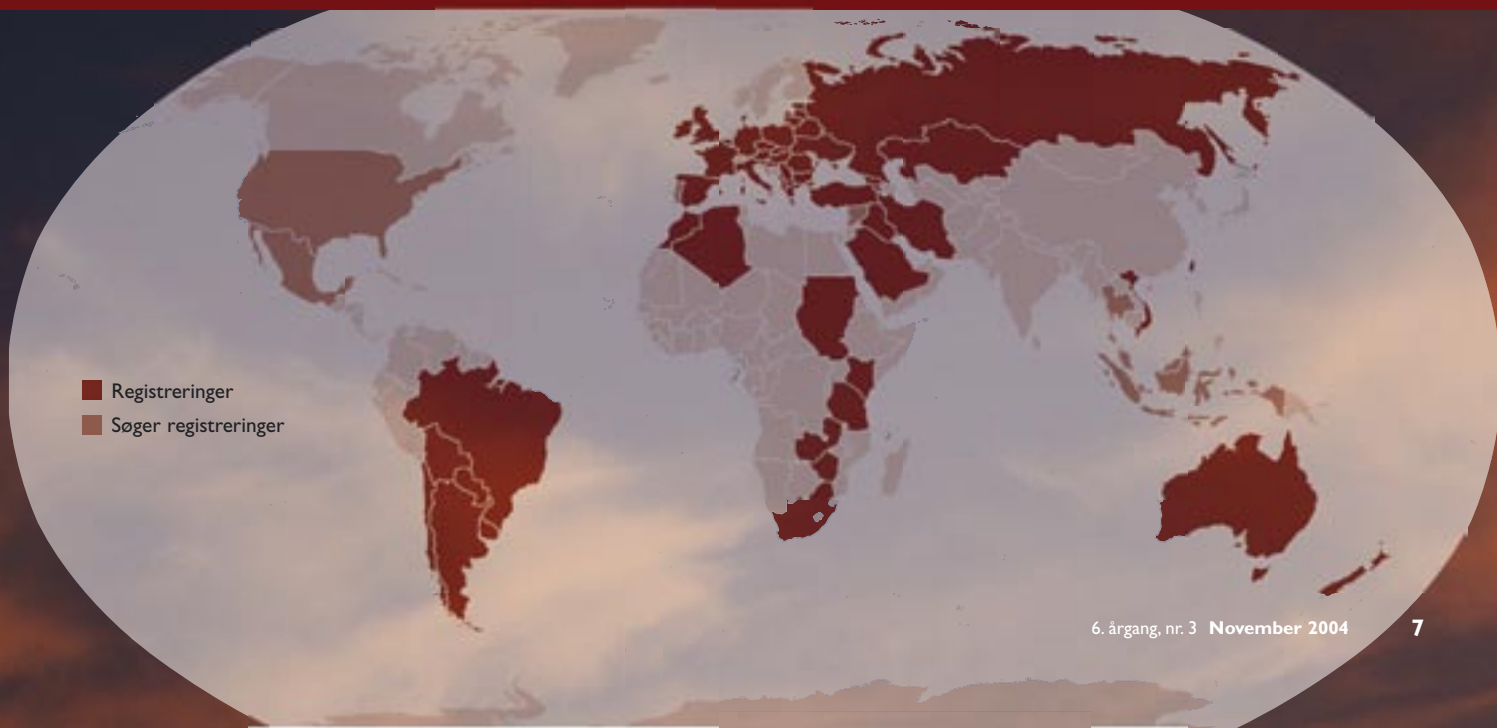 Registreringer
Søger registreringer
6. årgang, nr. 3 November 2004 7